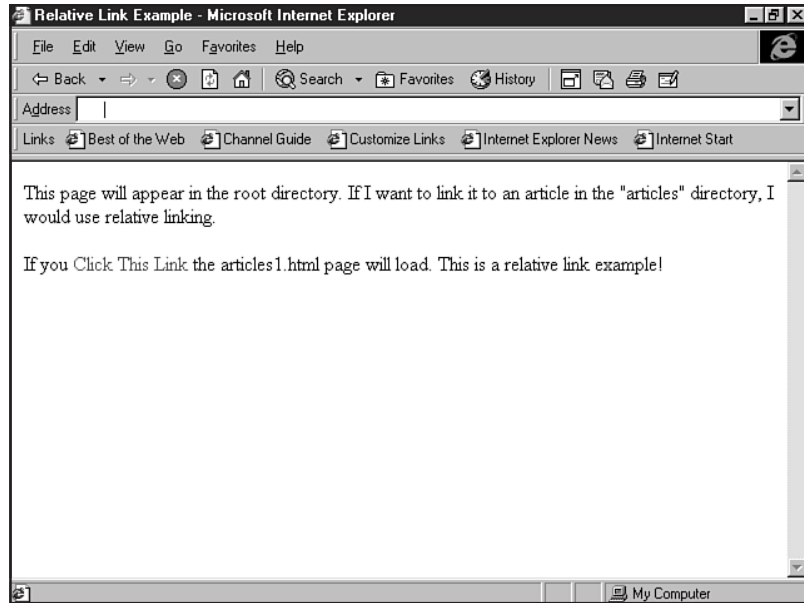 Relative Link Example - Microsoft Internet Explorer
File Edit View Go Favorites Help
Back Search Favorites History
Address
Links Best of the Web Channel Guide Customize Links Internet Explorer News Internet Start
This page will appear in the root directory. If I want to link it to an article in the "articles" directory, I
would use relative linking.
If you Click This Link the articles1.html page will load. This is a relative link example!
My Computer